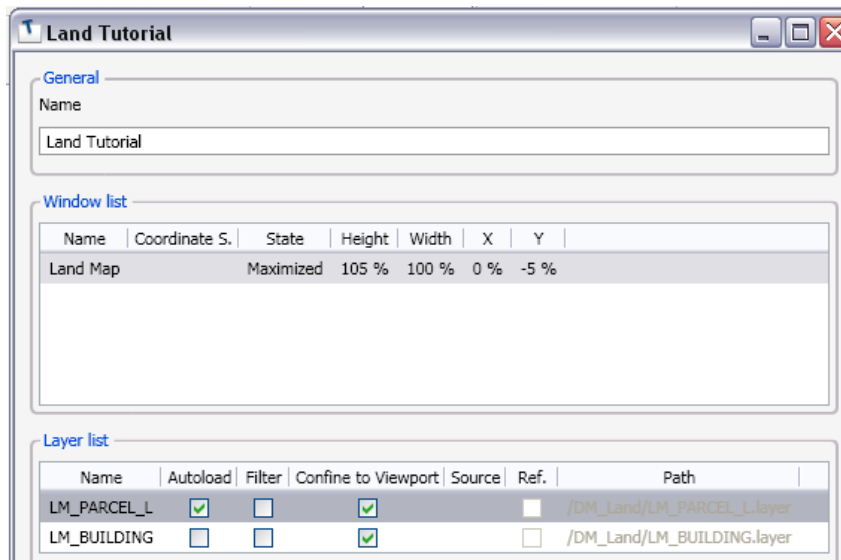 Land Tutorial
General
Name
Land Tutorial
Window list
Name Coordinate S. State Height Width X Y
Land Map Maximized 105 % 100 % 0 % -5 %
Layer list
Name Autoload Filter Confine to Viewport Source Ref. Path
LM_PARCEL_L /DM_Land/LM_PARCEL_L.layer
LM_BUILDING /DM_Land/LM_BUILDING.layer